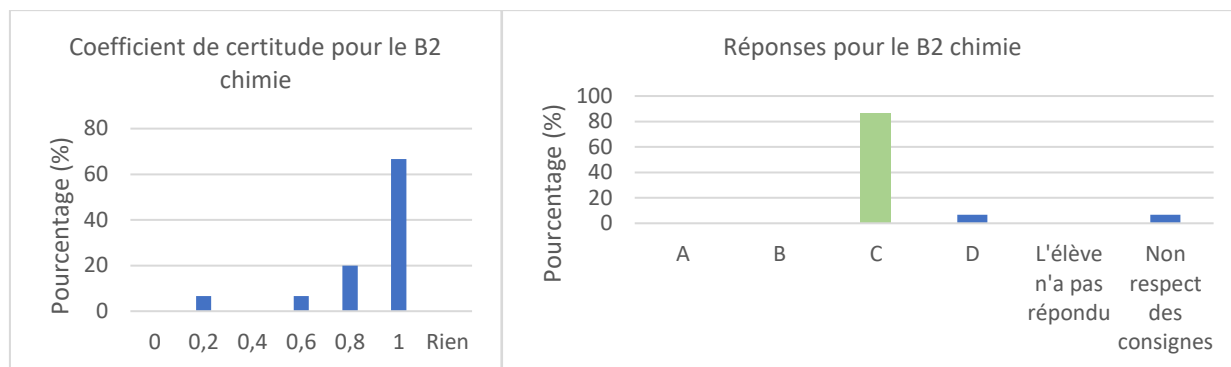 Coefficient de certitude pour le B2
chimie
Pourcentage (%)
80
60
40
20
0
0 0,2 0,4 0,6 0,8 1 Rien
Réponses pour le B2 chimie
Pourcentage (%)
100
80
60
40
20
0
A B C D L'élève
n'a pas
répondu
Non
respect
des
consignes